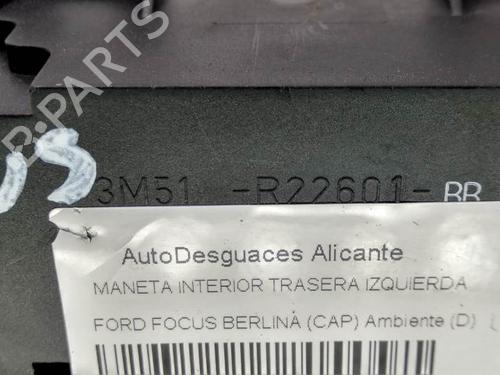 B-PARTS
3M51 -R22601- BB
AutoDesguaces Alicante
MANETA INTERIOR TRASERA IZQUIERDA
FORD FOCUS BERLINA (CAP) Ambiente (D)